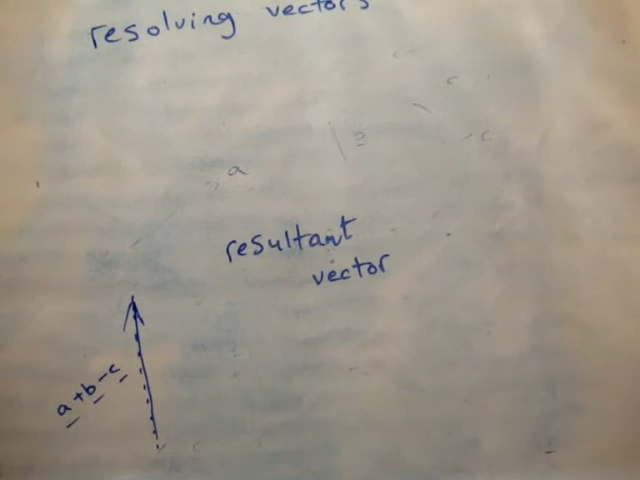 resolving vectors
a
resultant
vector
a+b-c